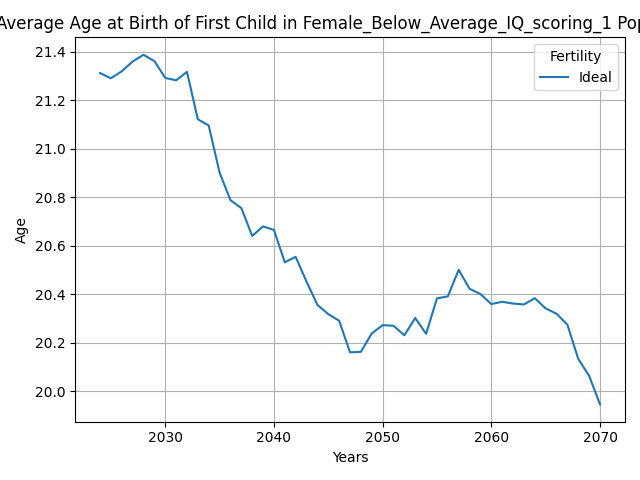 Average Age at Birth of First Child in Female_Below_Average_IQ_scoring_1
Fertility
Ideal
21.4
21.2
21.0
20.8
20.6
20.4
20.2
20.0
Age
2030 2040 2050 2060 2070
Years